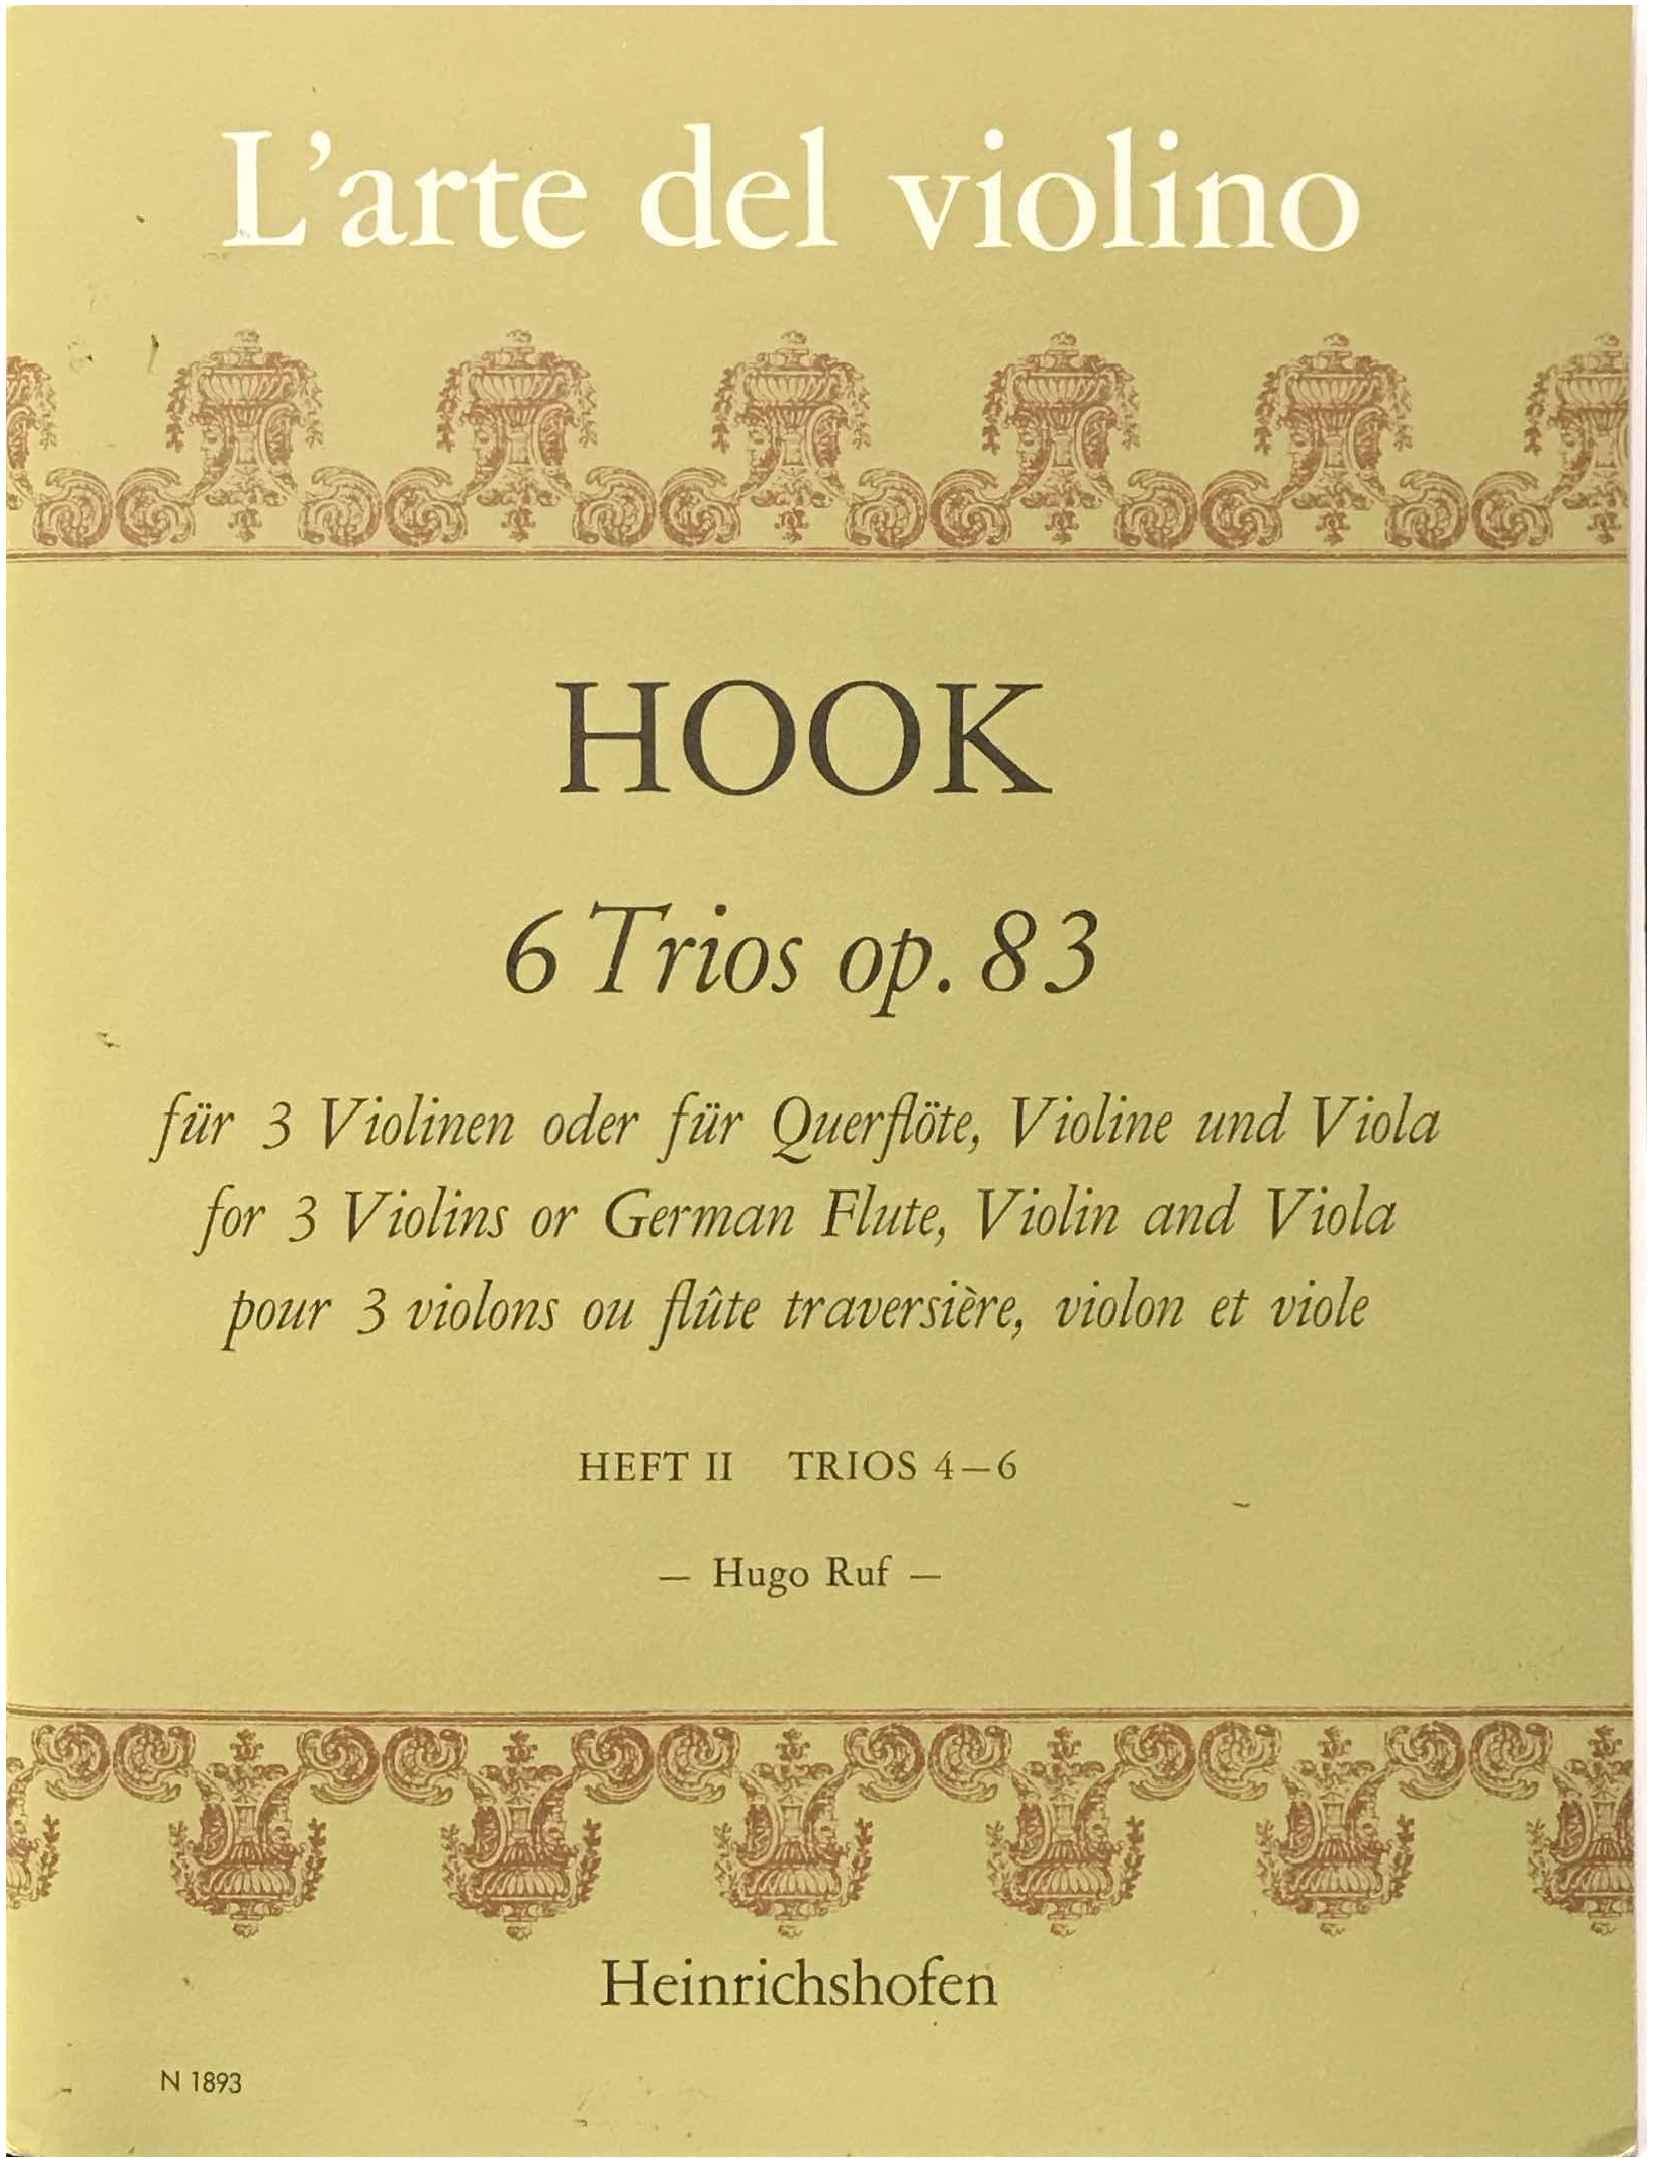 L'arte del violino
HOOK
6 Trios op. 83
für 3 Violinen oder für Querflöte, Violine und Viola
for 3 Violins or German Flute, Violin and Viola
pour 3 violons ou flûte traversière, violon et viole
HEFT II TRIOS 4–6
– Hugo Ruf –
Heinrichshofen
N 1893